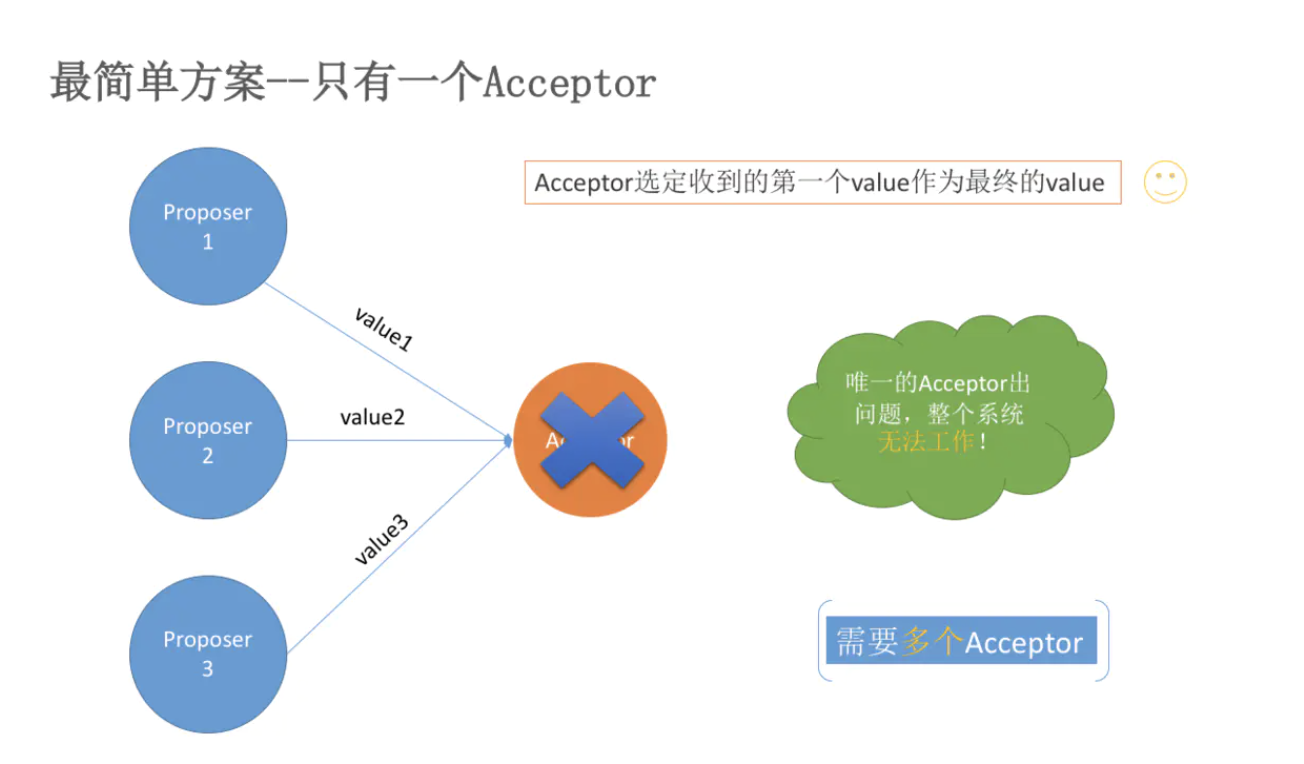 最简单方案--只有一个Acceptor
Acceptor选定收到的第一个value作为最终的value
Proposer
1
value1
Proposer
2
value2
唯一的Acceptor出
问题，整个系统
无法工作！
value3
Proposer
3
需要多个Acceptor